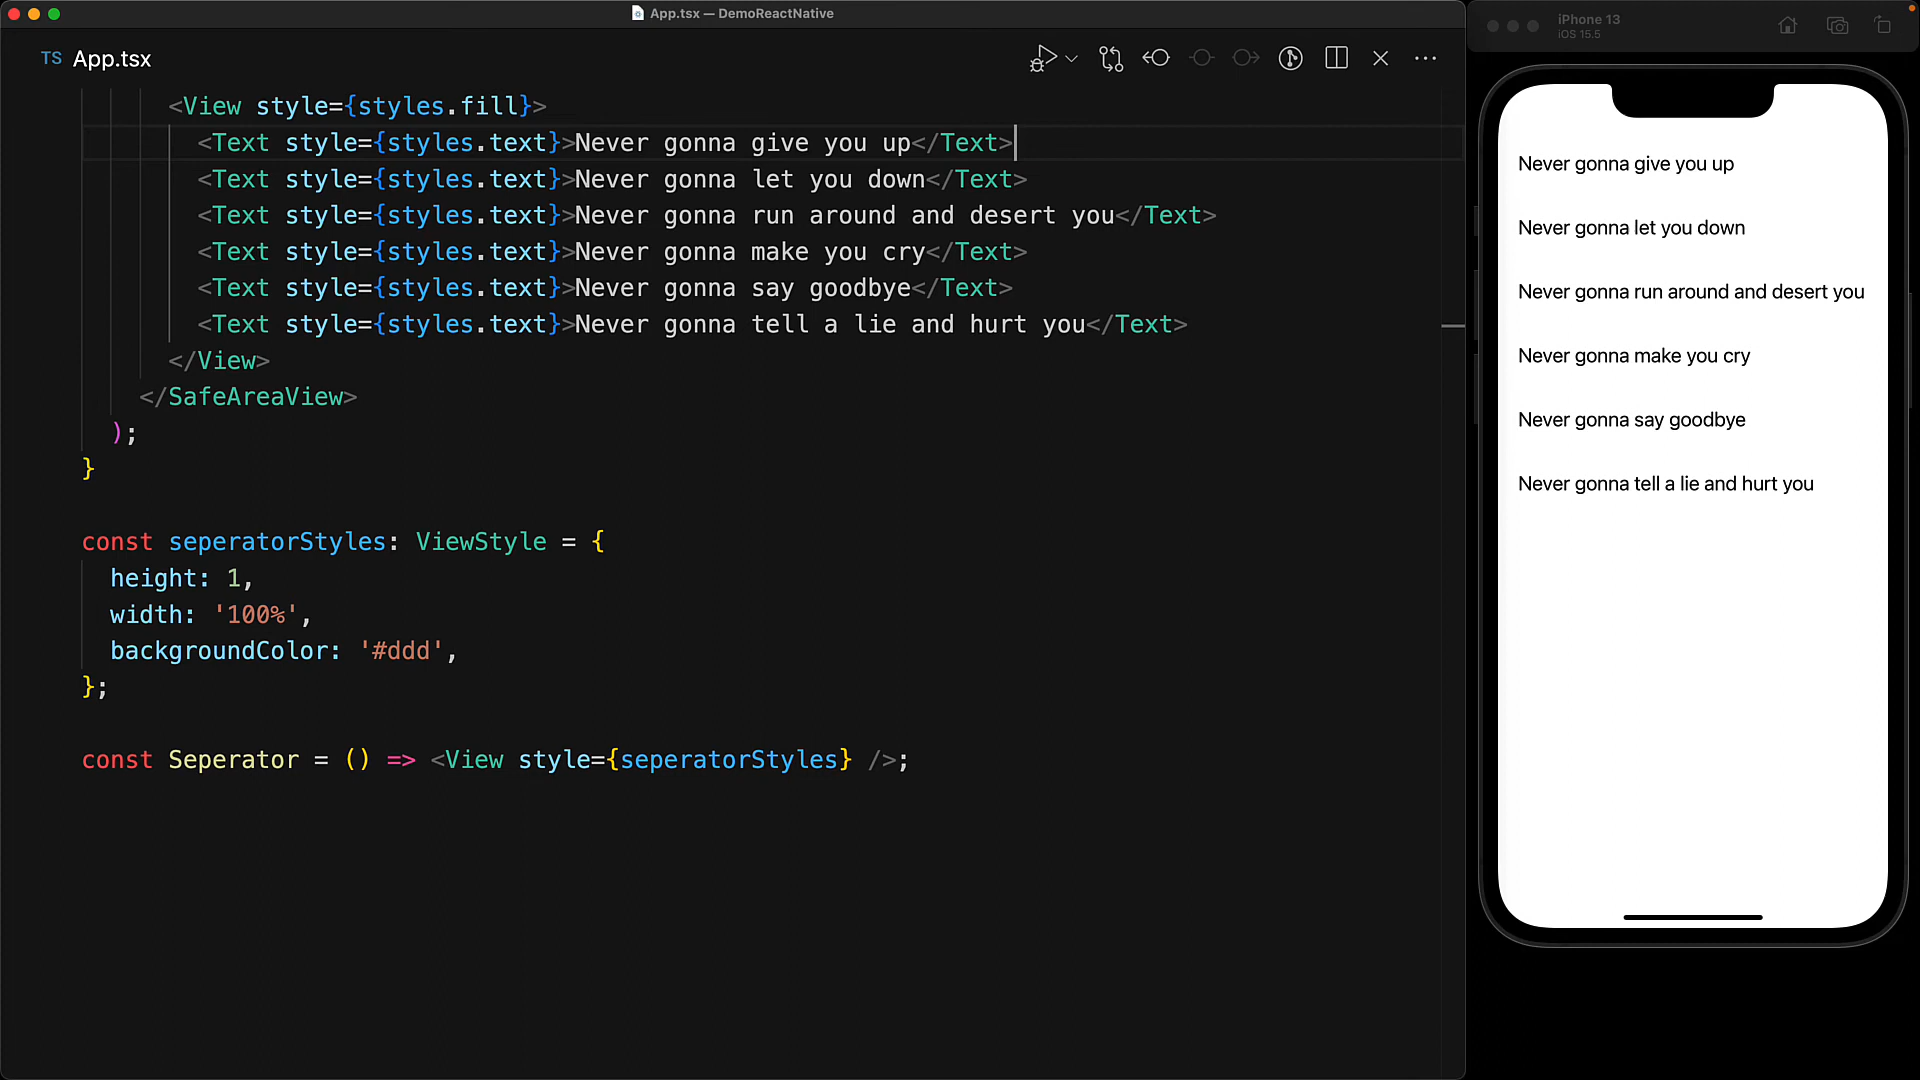 App.tsx — DemoReactNative
TS App.tsx
<View style={styles.fill}>
<Text style={styles.text}>Never gonna give you up</Text>
<Text style={styles.text}>Never gonna let you down</Text>
<Text style={styles.text}>Never gonna run around and desert you</Text>
<Text style={styles.text}>Never gonna make you cry</Text>
<Text style={styles.text}>Never gonna say goodbye</Text>
<Text style={styles.text}>Never gonna tell a lie and hurt you</Text>
</View>
</SafeAreaView>
);
}
const seperatorStyles: ViewStyle = {
height: 1,
width: '100%',
backgroundColor: '#ddd',
};
const Seperator = () => <View style={seperatorStyles} />;
iPhone 13
iOS 15.5
Never gonna give you up
Never gonna let you down
Never gonna run around and desert you
Never gonna make you cry
Never gonna say goodbye
Never gonna tell a lie and hurt you